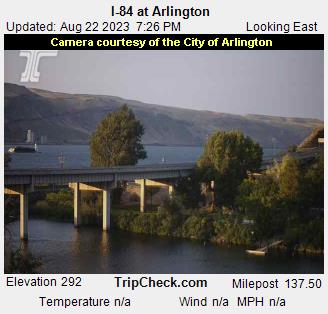 I-84 at Arlington
Updated: Aug 22 2023 7:26 PM Looking East
Camera courtesy of the City of Arlington
Elevation 292 TripCheck.com Milepost 137.50
Temperature n/a Wind n/a MPH n/a